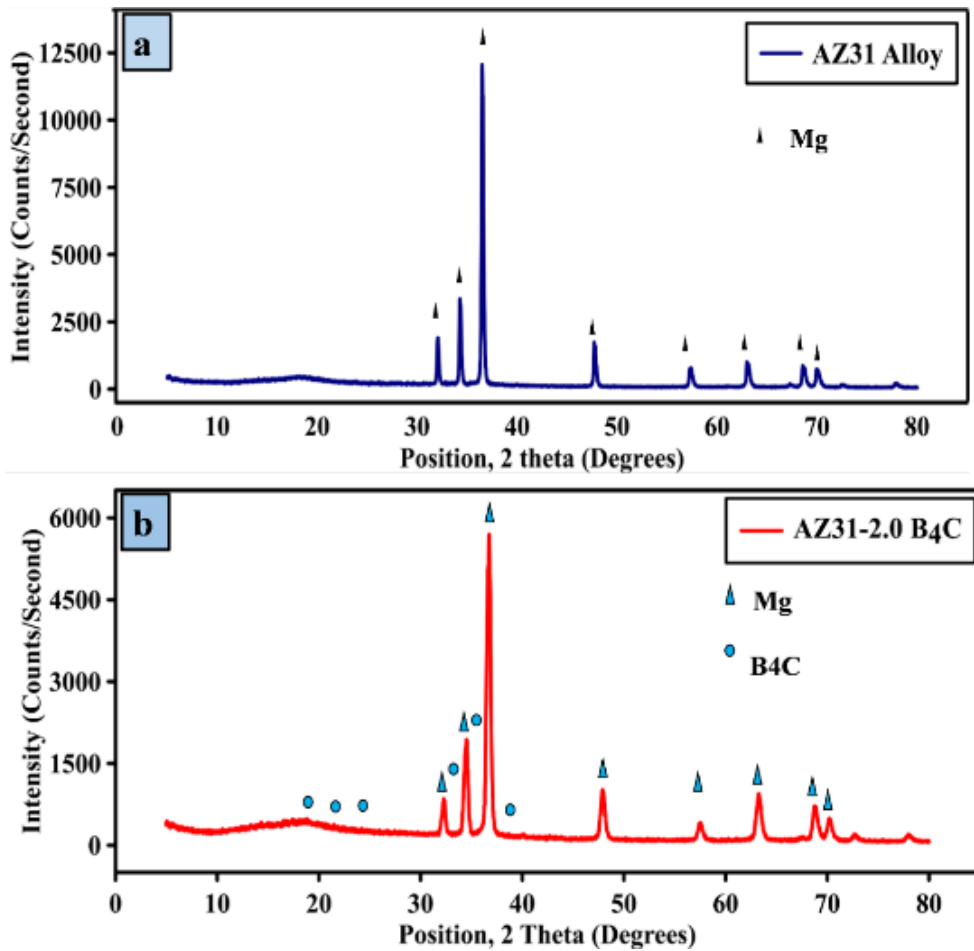 a
AZ31 Alloy
Mg
Intensity (Counts/Second)
12500
10000
7500
5000
2500
0
0 10 20 30 40 50 60 70 80
Position, 2 theta (Degrees)
b
AZ31-2.0 B₄C
Mg
B4C
Intensity (Counts/Second)
6000
4500
3000
1500
0
0 10 20 30 40 50 60 70 80
Position, 2 Theta (Degrees)